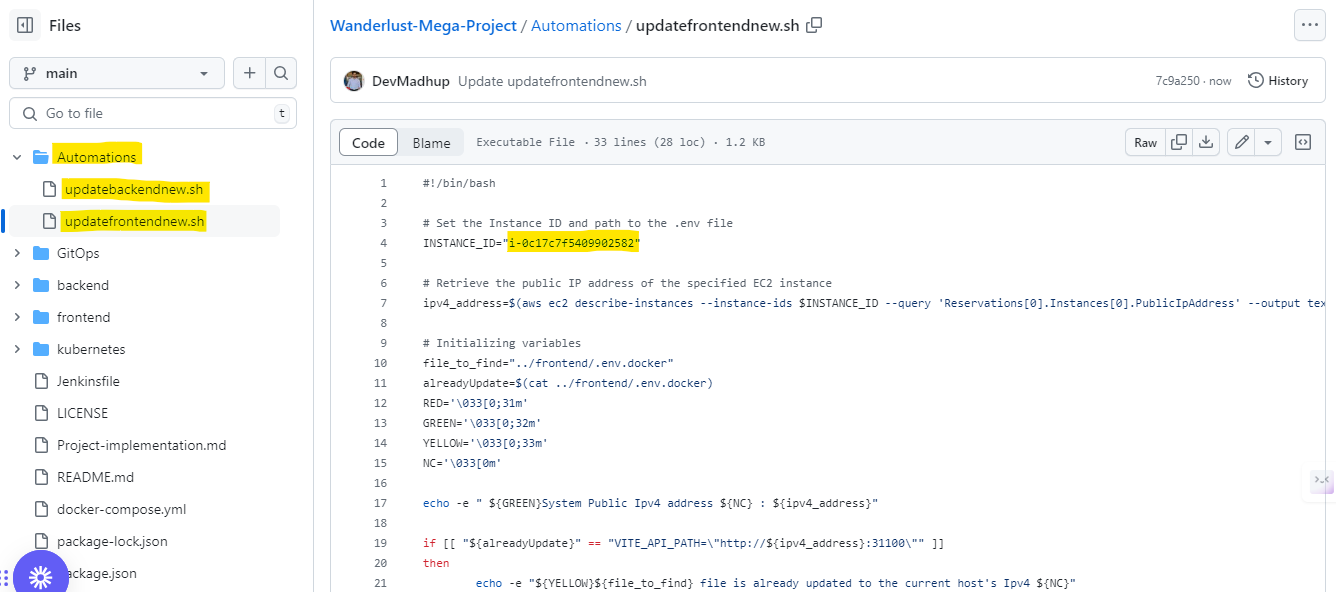 Files
main
Go to file
t
Automations
updatebackendnew.sh
updatefrontendnew.sh
GitOps
backend
frontend
kubernetes
Jenkinsfile
LICENSE
Project-implementation.md
README.md
docker-compose.yml
package-lock.json
ackage.json
Wanderlust-Mega-Project / Automations / updatefrontendnew.sh
DevMadhup Update updatefrontendnew.sh
7c9a250 · now
History
Code Blame Executable File · 33 lines (28 loc) · 1.2 KB
Raw
1 #!/bin/bash
2
3 # Set the Instance ID and path to the .env file
4 INSTANCE_ID="i-0c17c7f5409902582"
5
6 # Retrieve the public IP address of the specified EC2 instance
7 ipv4_address=$(aws ec2 describe-instances --instance-ids $INSTANCE_ID --query 'Reservations[0].Instances[0].PublicIpAddress' --output tex
8
9 # Initializing variables
10 file_to_find="../frontend/.env.docker"
11 alreadyUpdate=$(cat ../frontend/.env.docker)
12 RED='\033[0;31m'
13 GREEN='\033[0;32m'
14 YELLOW='\033[0;33m'
15 NC='\033[0m'
16
17 echo -e " ${GREEN}System Public Ipv4 address ${NC} : ${ipv4_address}"
18
19 if [[ "${alreadyUpdate}" == "VITE_API_PATH=\"http://${ipv4_address}:31100\"" ]]
20 then
21 echo -e "${YELLOW}${file_to_find} file is already updated to the current host's Ipv4 ${NC}"